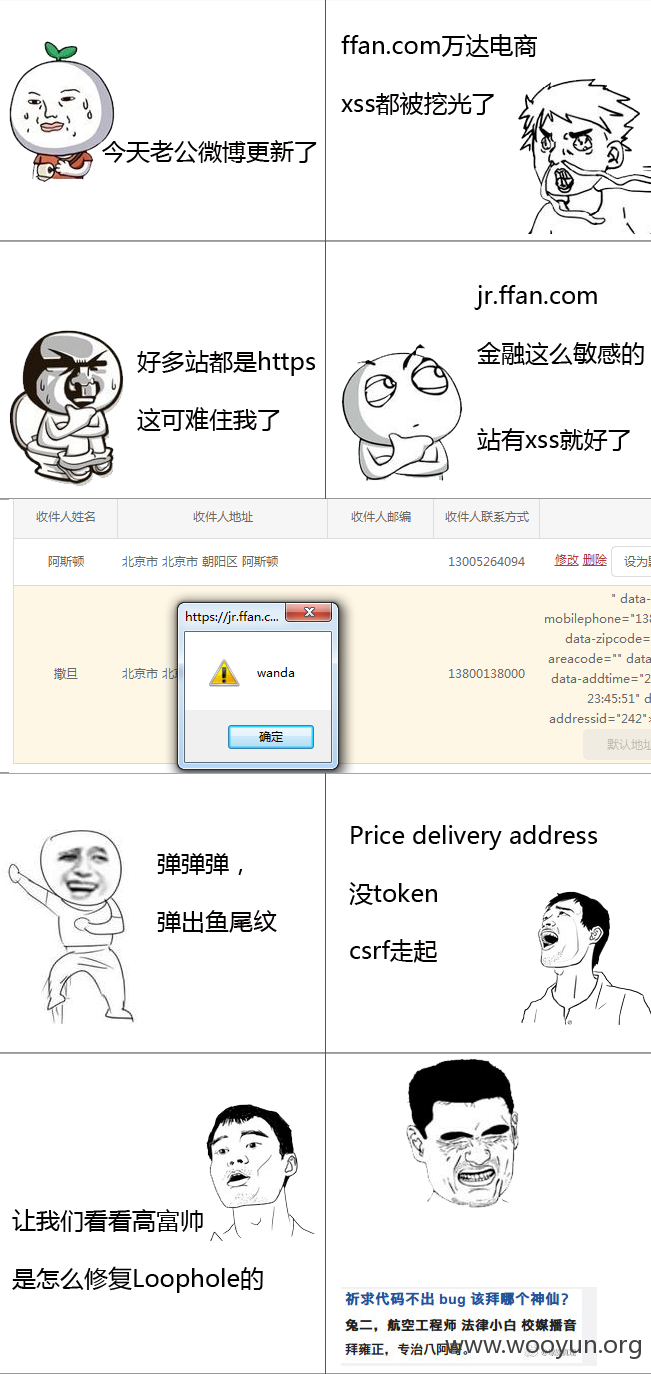 今天老公微博更新了
ffan.com万达电商
xss都被挖光了
好多站都是https
这可难住我了
jr.ffan.com
金融这么敏感的
站有xss就好了
收件人姓名 收件人地址 收件人邮编 收件人联系方式
阿斯顿 北京市 北京市 朝阳区 阿斯顿 13005264094 修改 删除 设为
撒旦 北京市 13800138000
" data-
mobilephone="138
data-zipcode=
areacode="" data
data-addtime="2
23:45:51" d
addressid="242">
默认地址
https://jr.ffan.c...
wanda
确定
弹弹弹，
弹出鱼尾纹
Price delivery address
没token
csrf走起
让我们看看高富帅
是怎么修复Loophole的
祈求代码不出 bug 该拜哪个神仙？
兔二，航空工程师 法律小白 校媒播音
拜雍正，专治八阿哥。
www.wooyun.org